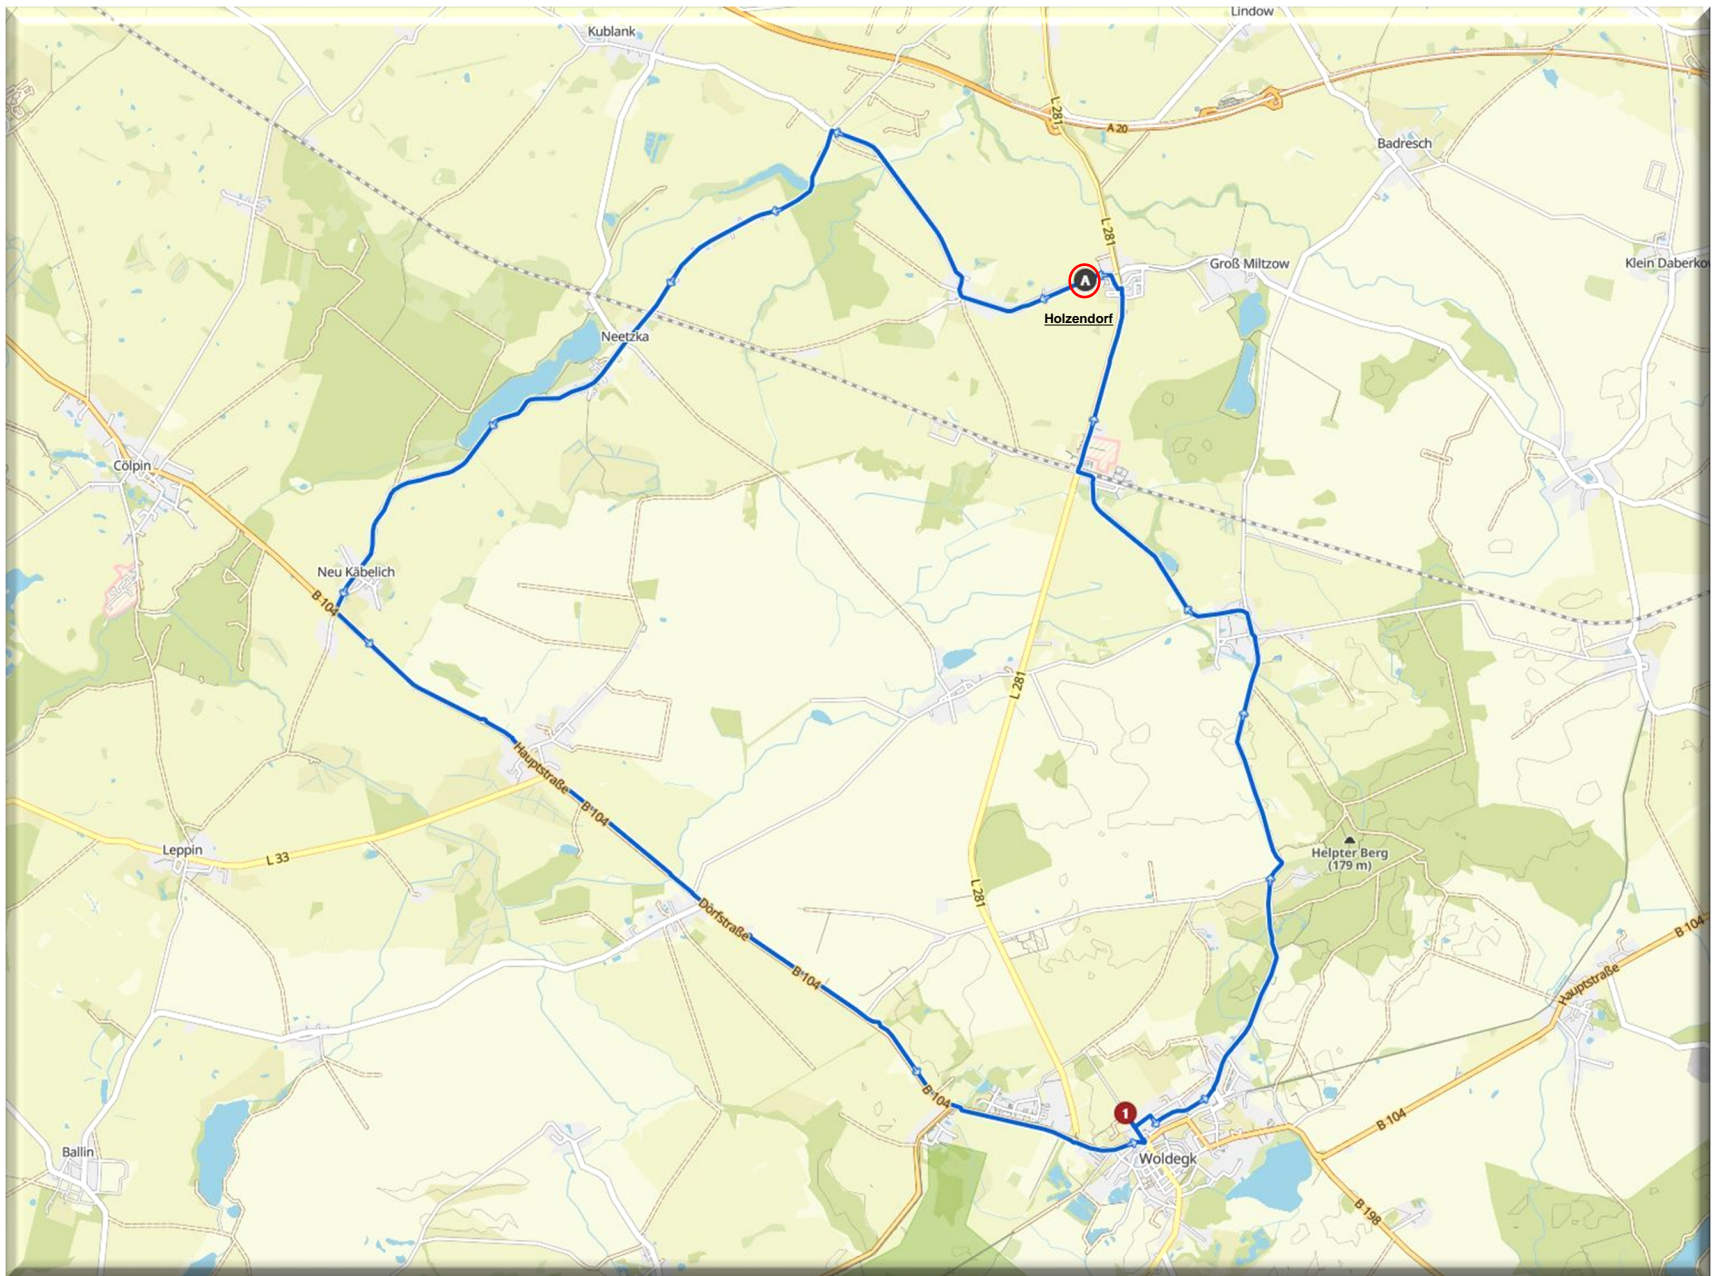 Lindow
Kublank
L 281
A 20
Badresch
L 281
Groß Miltzow
Klein Daberko
A
Holzendorf
Neetzka
Cölpin
Neu Käbelich
B 104
L 281
Hauptstraße
B 104
Leppin
L 33
Helpter Berg
(179 m)
L 281
Dorfstraße
B 104
B 104
Hauptstraße
B 104
1
B 104
Ballin
Woldegk
B 198